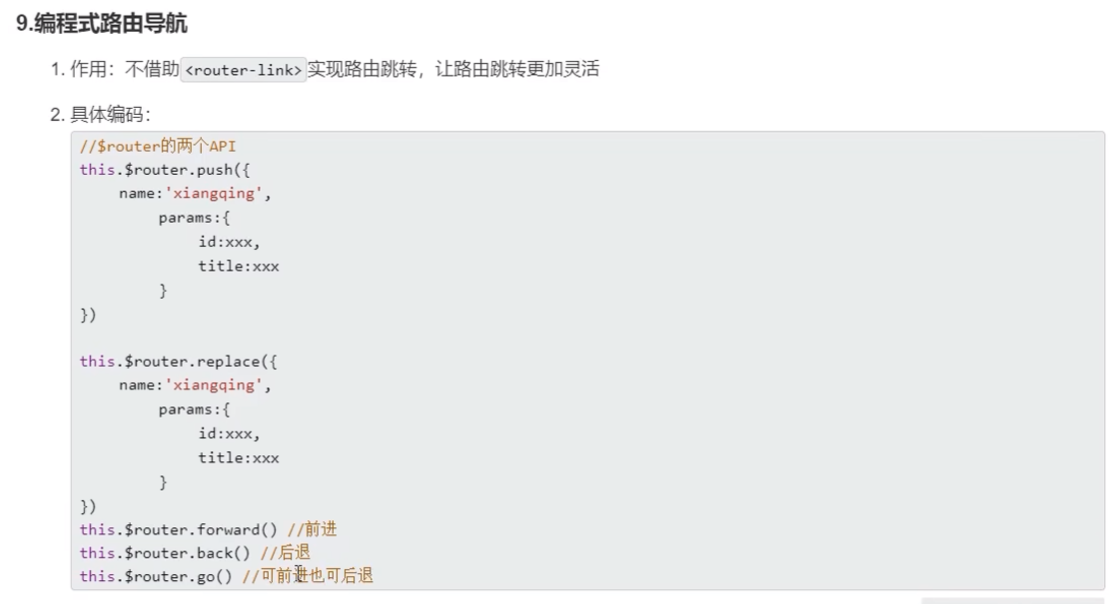 9.编程式路由导航
1. 作用：不借助<router-link>实现路由跳转，让路由跳转更加灵活
2. 具体编码：
//$router的两个API
this.$router.push({
    name:'xiangqing',
        params:{
            id:xxx,
            title:xxx
        }
})

this.$router.replace({
    name:'xiangqing',
        params:{
            id:xxx,
            title:xxx
        }
})
this.$router.forward() //前进
this.$router.back() //后退
this.$router.go() //可前进也可后退